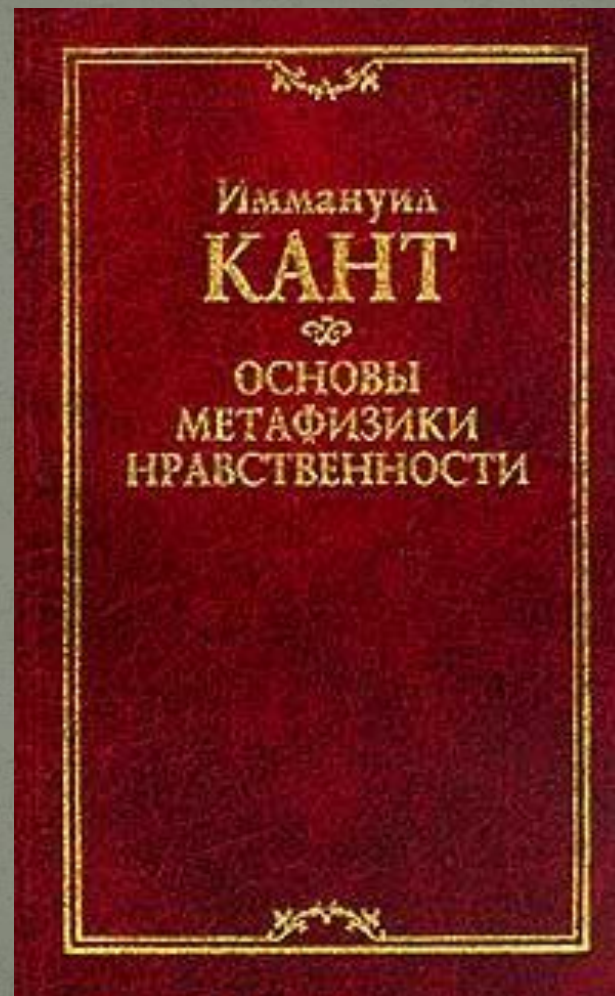 Иммануил
КАНТ
ОСНОВЫ
МЕТАФИЗИКИ
НРАВСТВЕННОСТИ